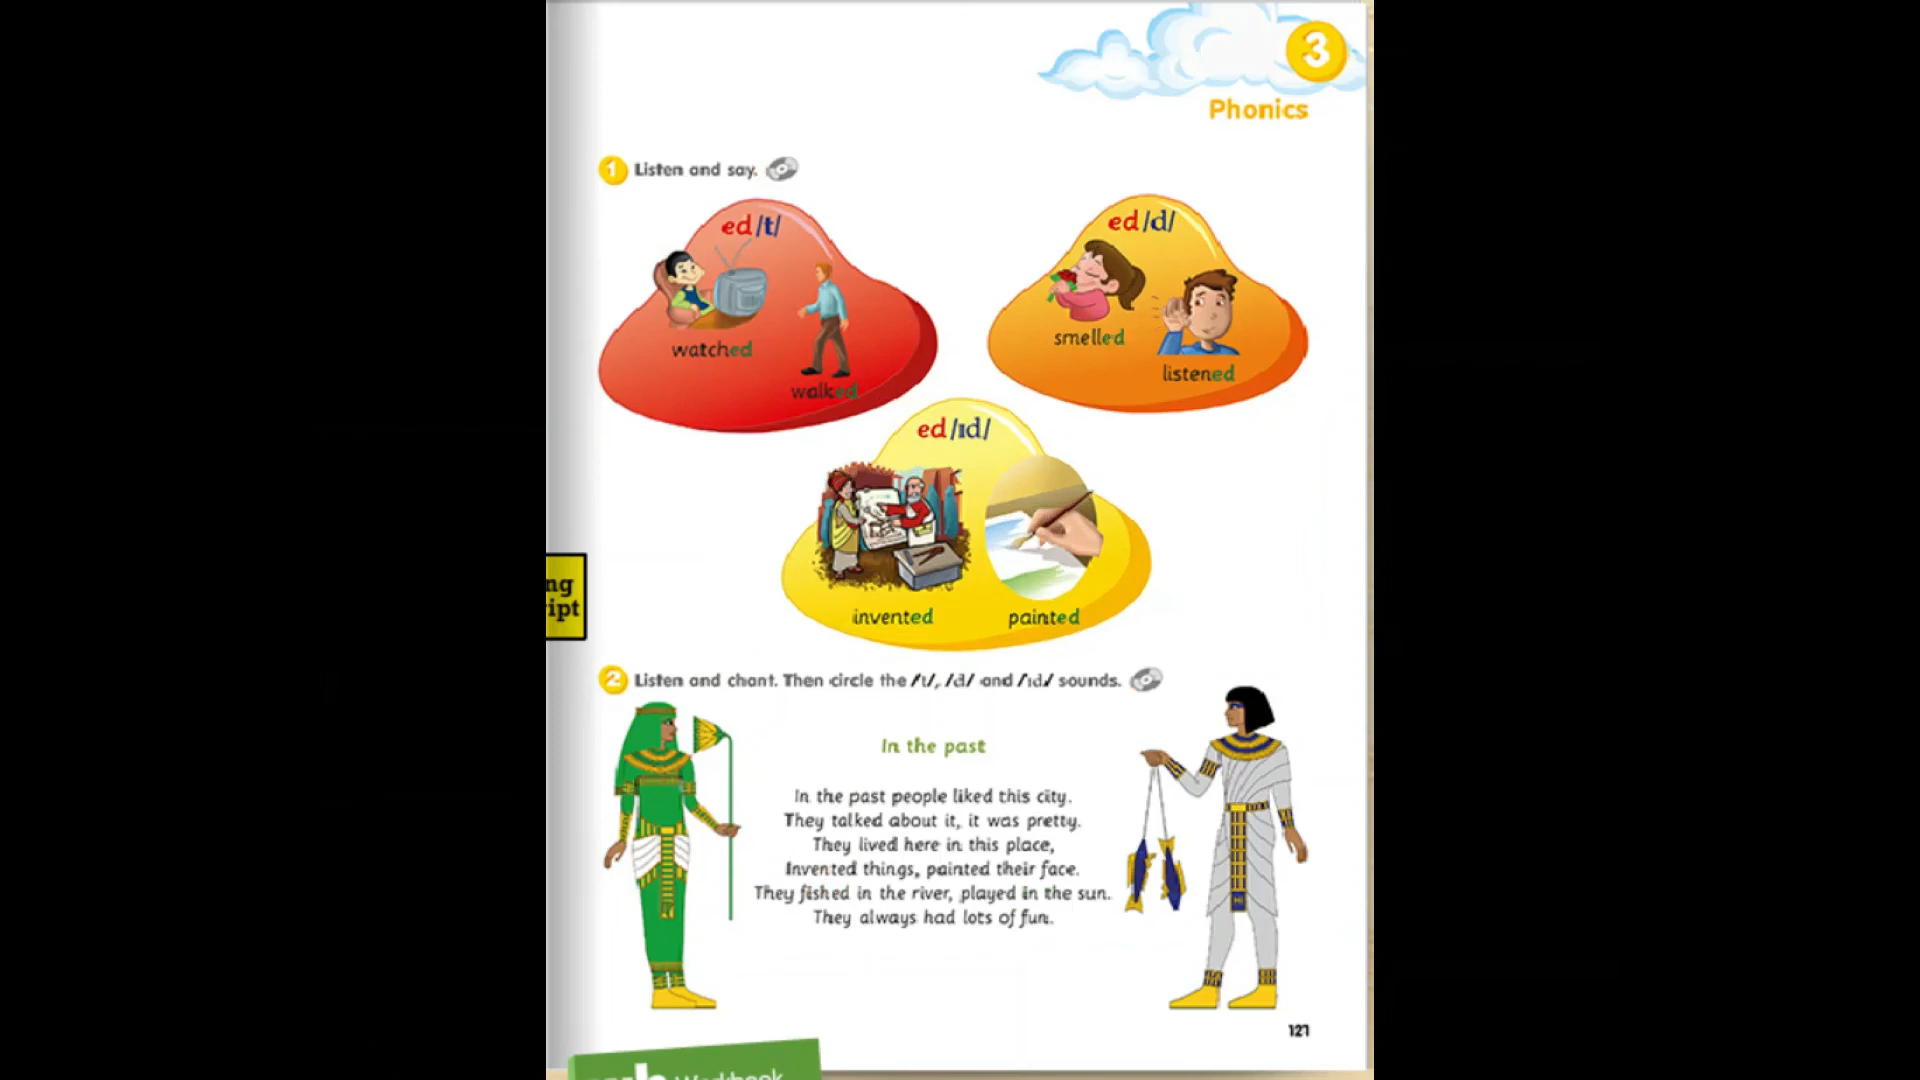 3
Phonics
1 Listen and say.
ed /t/
watched
walked
ed /d/
smelled
listened
ed /ɪd/
invented
painted
ng
ipt
2 Listen and chant. Then circle the /t/, /d/ and /ɪd/ sounds.
In the past
In the past people liked this city.
They talked about it, it was pretty.
They lived here in this place,
Invented things, painted their face.
They fished in the river, played in the sun.
They always had lots of fun.
121